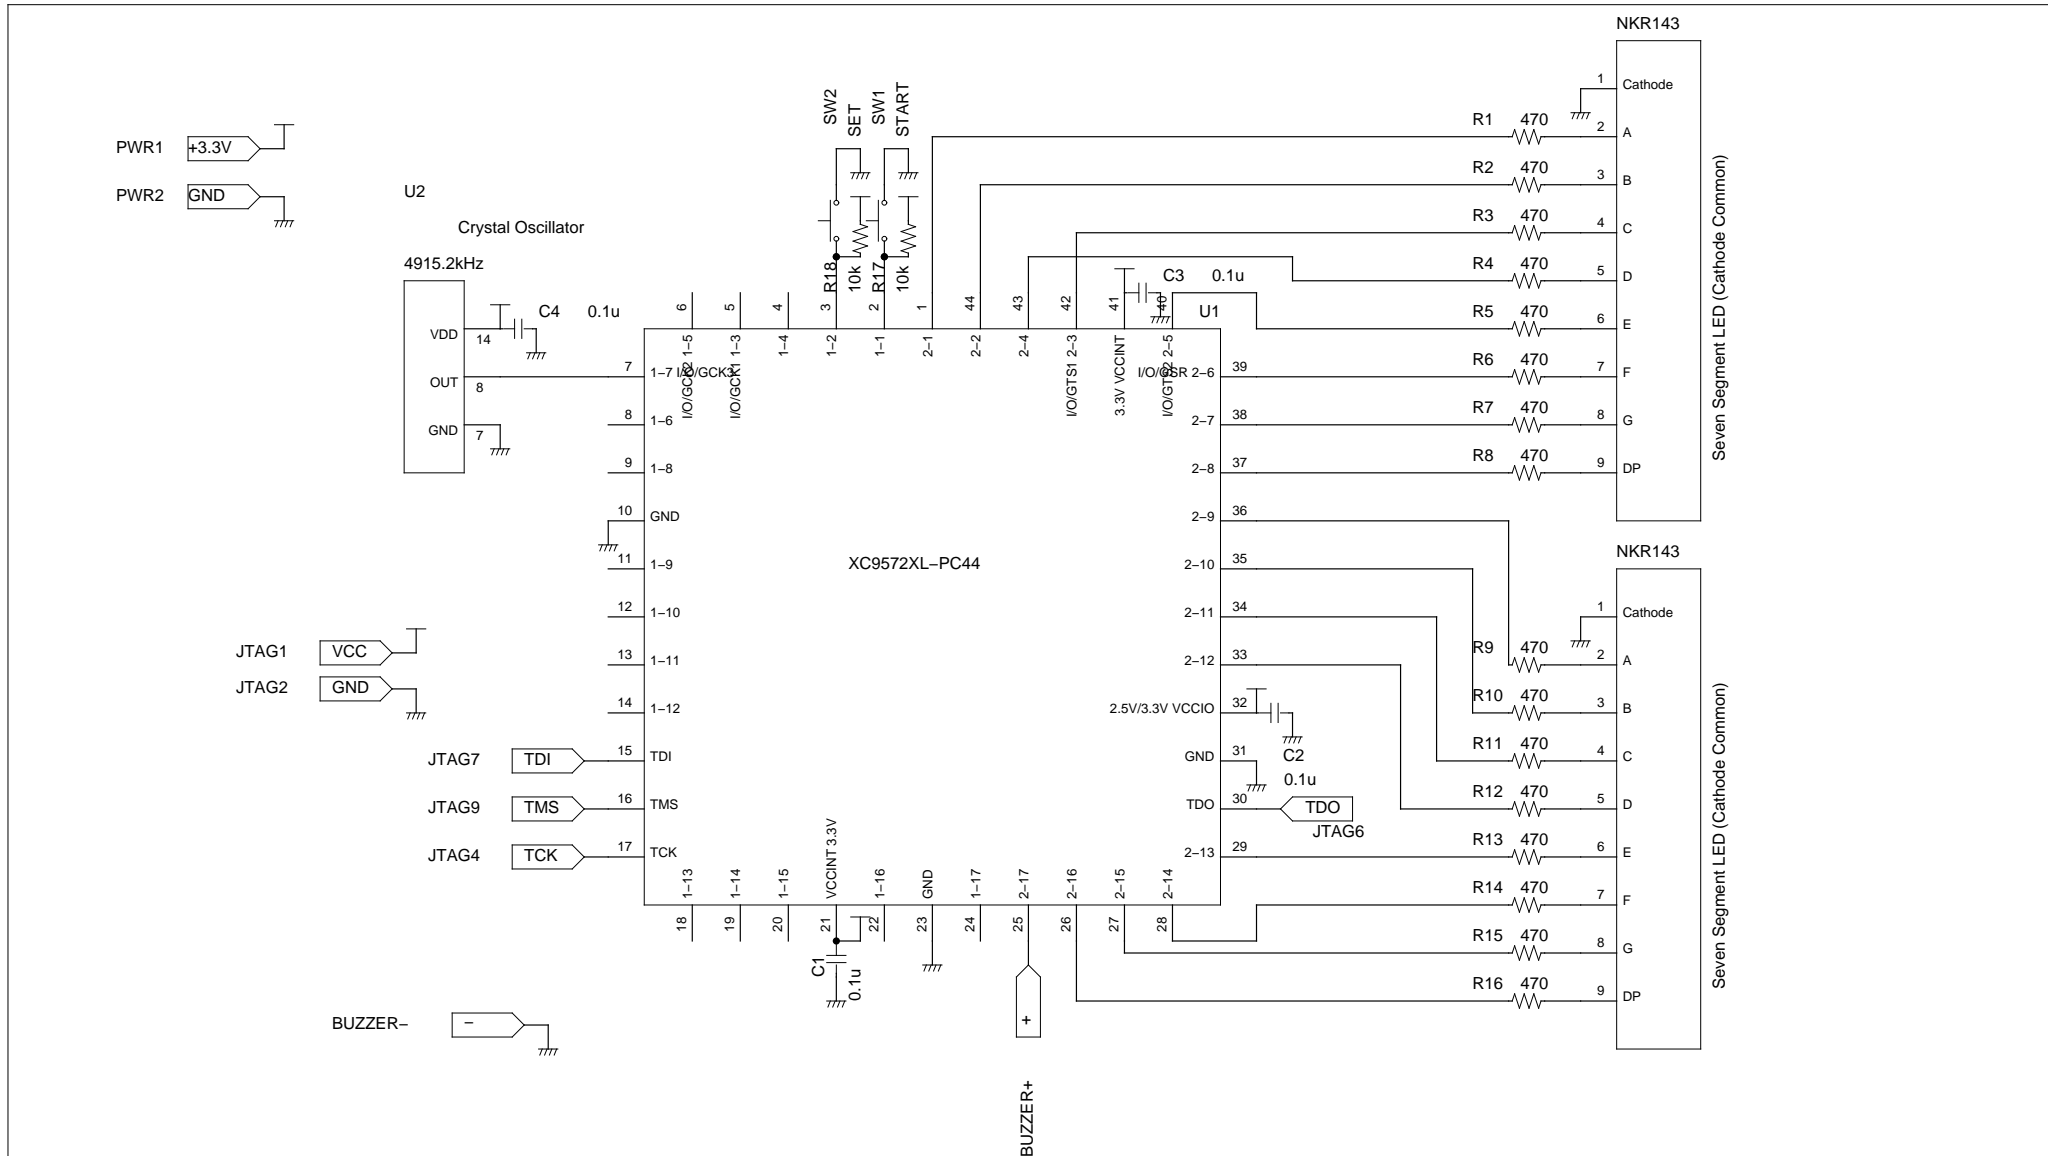 NKR143
1
Cathode
R1 470 2 A
R2 470 3 B
R3 470 4 C
R4 470 5 D
R5 470 6 E
R6 470 7 F
R7 470 8 G
R8 470 9 DP
Seven Segment LED (Cathode Common)
PWR1 +3.3V
PWR2 GND
U2
Crystal Oscillator
4915.2kHz
VDD 14
OUT 8
GND 7
C4 0.1u
SW2
SET
SW1
START
R18
10k
R17
10k
C3 0.1u
U1
6 5 4 3 2 1 44 43 42 41 40
I/O/GCK2 1-5
I/O/GCK1 1-3
1-4
1-2
1-1
2-1
2-2
2-4
I/O/GTS1 2-3
3.3V VCCINT
I/O/GTS2 2-5
7 1-7 I/O/GCK3
8 1-6
9 1-8
10 GND
11 1-9
12 1-10
13 1-11
14 1-12
15 TDI
16 TMS
17 TCK
XC9572XL-PC44
I/O/GSR 2-6 39
2-7 38
2-8 37
2-9 36
2-10 35
2-11 34
2-12 33
2.5V/3.3V VCCIO 32
GND 31
TDO 30
2-13 29
C2
0.1u
TDO
JTAG6
JTAG1 VCC
JTAG2 GND
JTAG7 TDI
JTAG9 TMS
JTAG4 TCK
1-13
1-14
1-15
VCCINT 3.3V
1-16
GND
1-17
2-17
2-16
2-15
2-14
18 19 20 21 22 23 24 25 26 27 28
C1
0.1u
BUZZER- -
+
BUZZER+
NKR143
1
Cathode
R9 470 2 A
R10 470 3 B
R11 470 4 C
R12 470 5 D
R13 470 6 E
R14 470 7 F
R15 470 8 G
R16 470 9 DP
Seven Segment LED (Cathode Common)